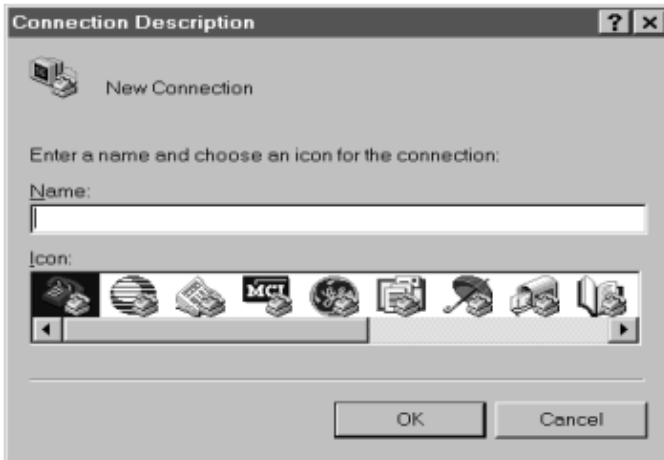 Connection Description
New Connection
Enter a name and choose an icon for the connection:
Name:
Icon:
MCI
OK
Cancel